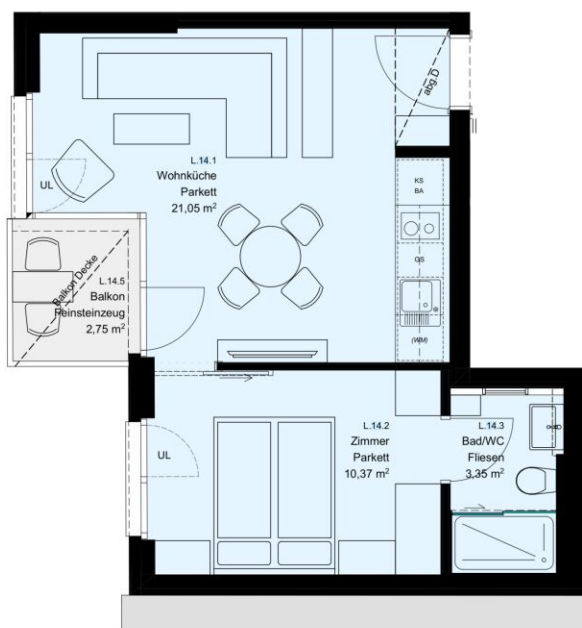 abg.D
L.14.1
Wohnküche
Parkett
21,05 m²
UL
KS
BA
GS
(WM)
Balkon Decke
L.14.5
Balkon
Feinsteinzeug
2,75 m²
L.14.2
Zimmer
Parkett
10,37 m²
UL
L.14.3
Bad/WC
Fliesen
3,35 m²